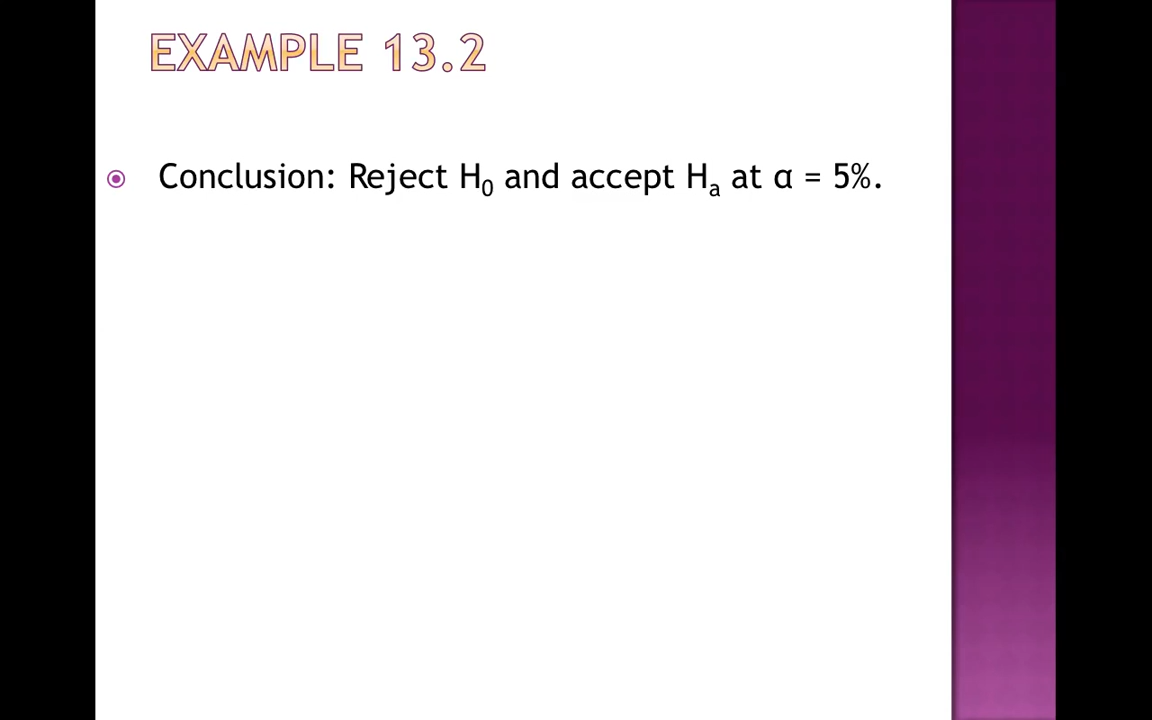 EXAMPLE 13.2
Conclusion: Reject H₀ and accept Hₐ at α = 5%.